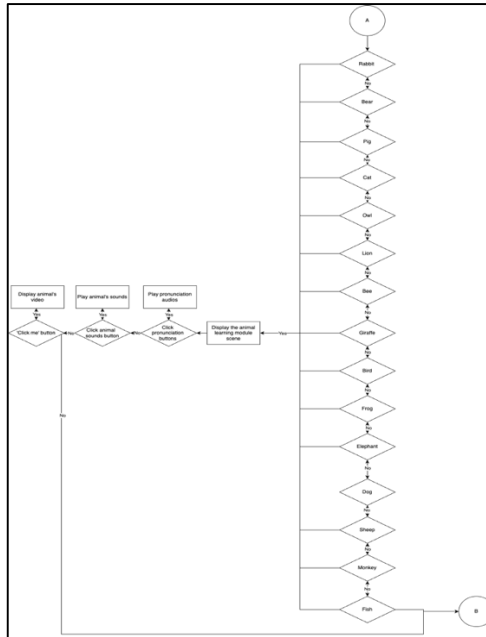 A
Rabbit
No
Bear
No
Pig
No
Cat
No
Owl
No
Lion
No
Bee
No
Display animal's
video
Play animal's sounds
Play pronunciation
audios
Yes
Yes
Yes
'Click me' button
No
Click animal
sounds button
No
Click
pronunciation
buttons
Display the animal
learning module
scene
Yes
Giraffe
No
Bird
No
Frog
No
Elephant
No
Dog
No
Sheep
No
Monkey
No
Fish
No
B